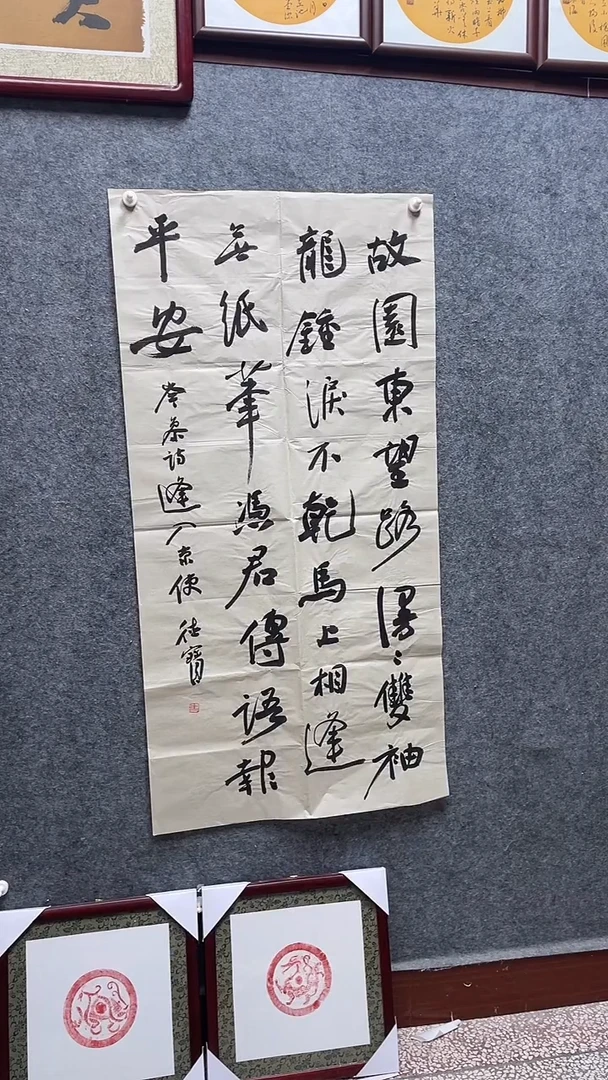 故園東望路漫〻雙袖
龍鍾淚不乾馬上相逢
無紙筆馮君傳語報
平安
岑參詩逢入京使 德寶